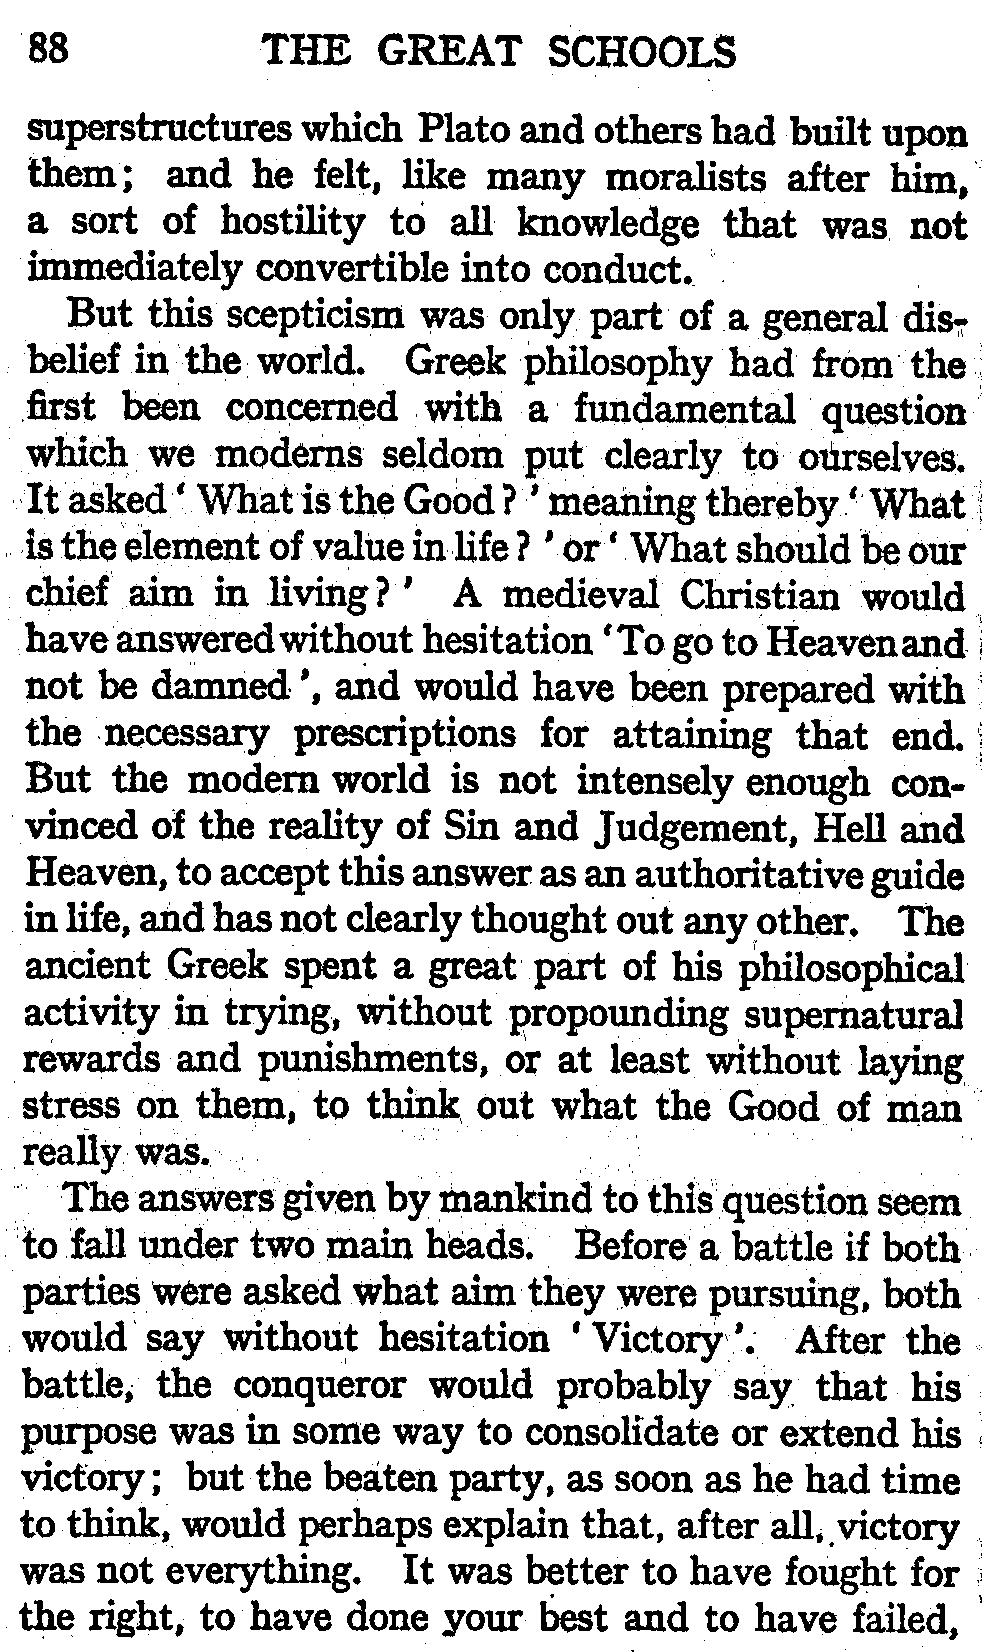 88 THE GREAT SCHOOLS
superstructures which Plato and others had built upon
them; and he felt, like many moralists after him,
a sort of hostility to all knowledge that was not
immediately convertible into conduct.
But this scepticism was only part of a general dis-
belief in the world. Greek philosophy had from the
first been concerned with a fundamental question
which we moderns seldom put clearly to ourselves.
It asked ‘ What is the Good ? ’ meaning thereby ‘ What
is the element of value in life ? ’ or ‘ What should be our
chief aim in living ? ’ A medieval Christian would
have answered without hesitation ‘ To go to Heaven and
not be damned ’, and would have been prepared with
the necessary prescriptions for attaining that end.
But the modern world is not intensely enough con-
vinced of the reality of Sin and Judgement, Hell and
Heaven, to accept this answer as an authoritative guide
in life, and has not clearly thought out any other. The
ancient Greek spent a great part of his philosophical
activity in trying, without propounding supernatural
rewards and punishments, or at least without laying
stress on them, to think out what the Good of man
really was.
The answers given by mankind to this question seem
to fall under two main heads. Before a battle if both
parties were asked what aim they were pursuing, both
would say without hesitation ‘ Victory ’. After the
battle, the conqueror would probably say that his
purpose was in some way to consolidate or extend his
victory; but the beaten party, as soon as he had time
to think, would perhaps explain that, after all, victory
was not everything. It was better to have fought for
the right, to have done your best and to have failed,